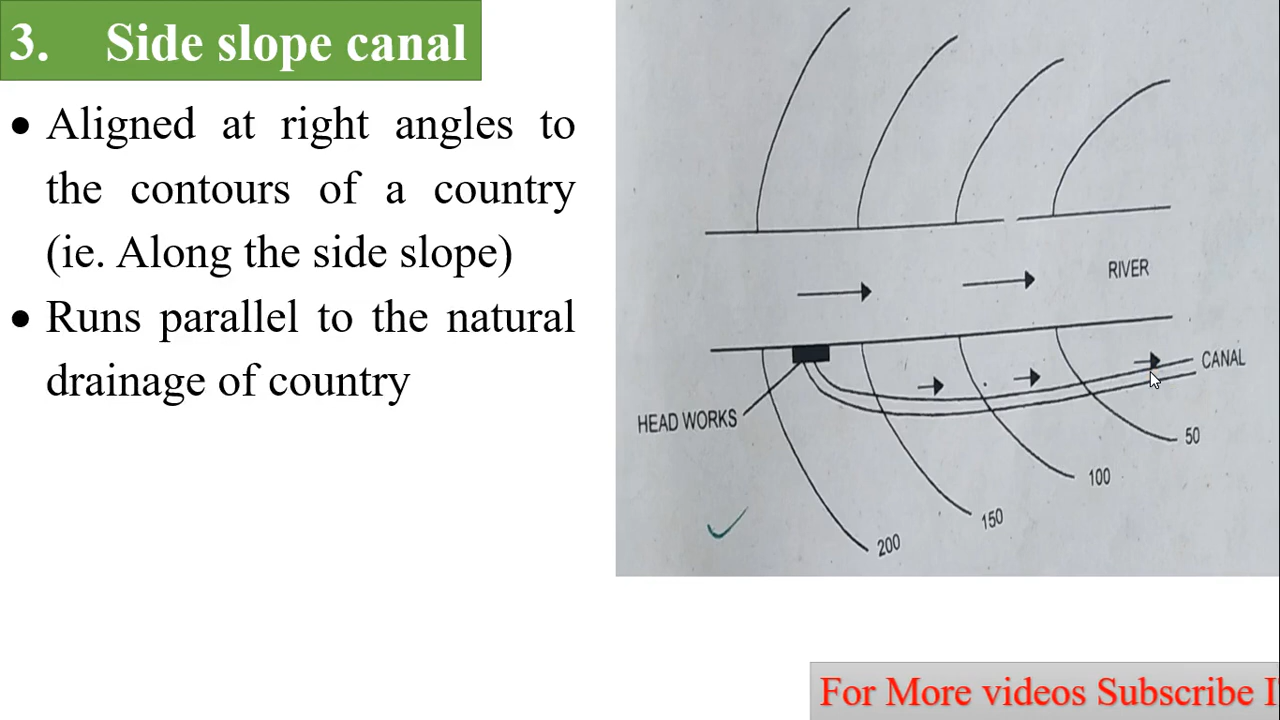 3. Side slope canal
• Aligned at right angles to
the contours of a country
(ie. Along the side slope)
• Runs parallel to the natural
drainage of country
RIVER
CANAL
HEAD WORKS
50
100
150
200
For More videos Subscribe I